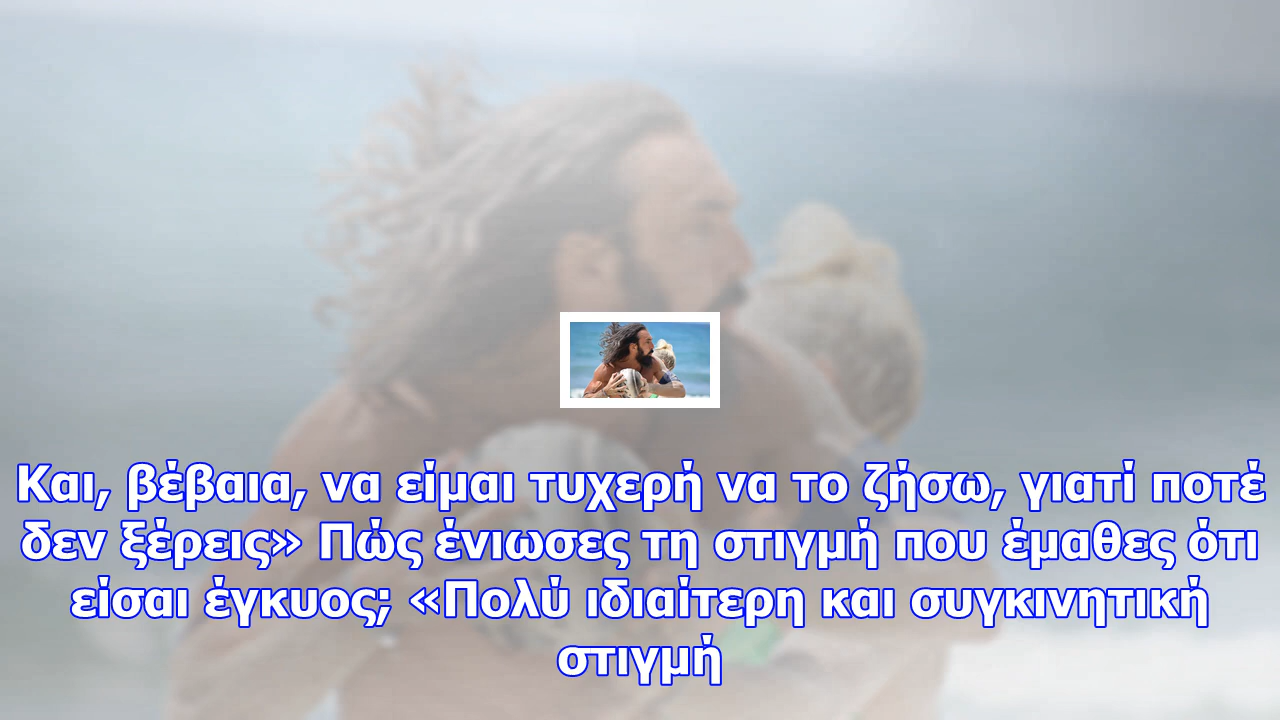 Και, βέβαια, να είμαι τυχερή να το ζήσω, γιατί ποτέ
δεν ξέρεις» Πώς ένιωσες τη στιγμή που έμαθες ότι
είσαι έγκυος; «Πολύ ιδιαίτερη και συγκινητική
στιγμή